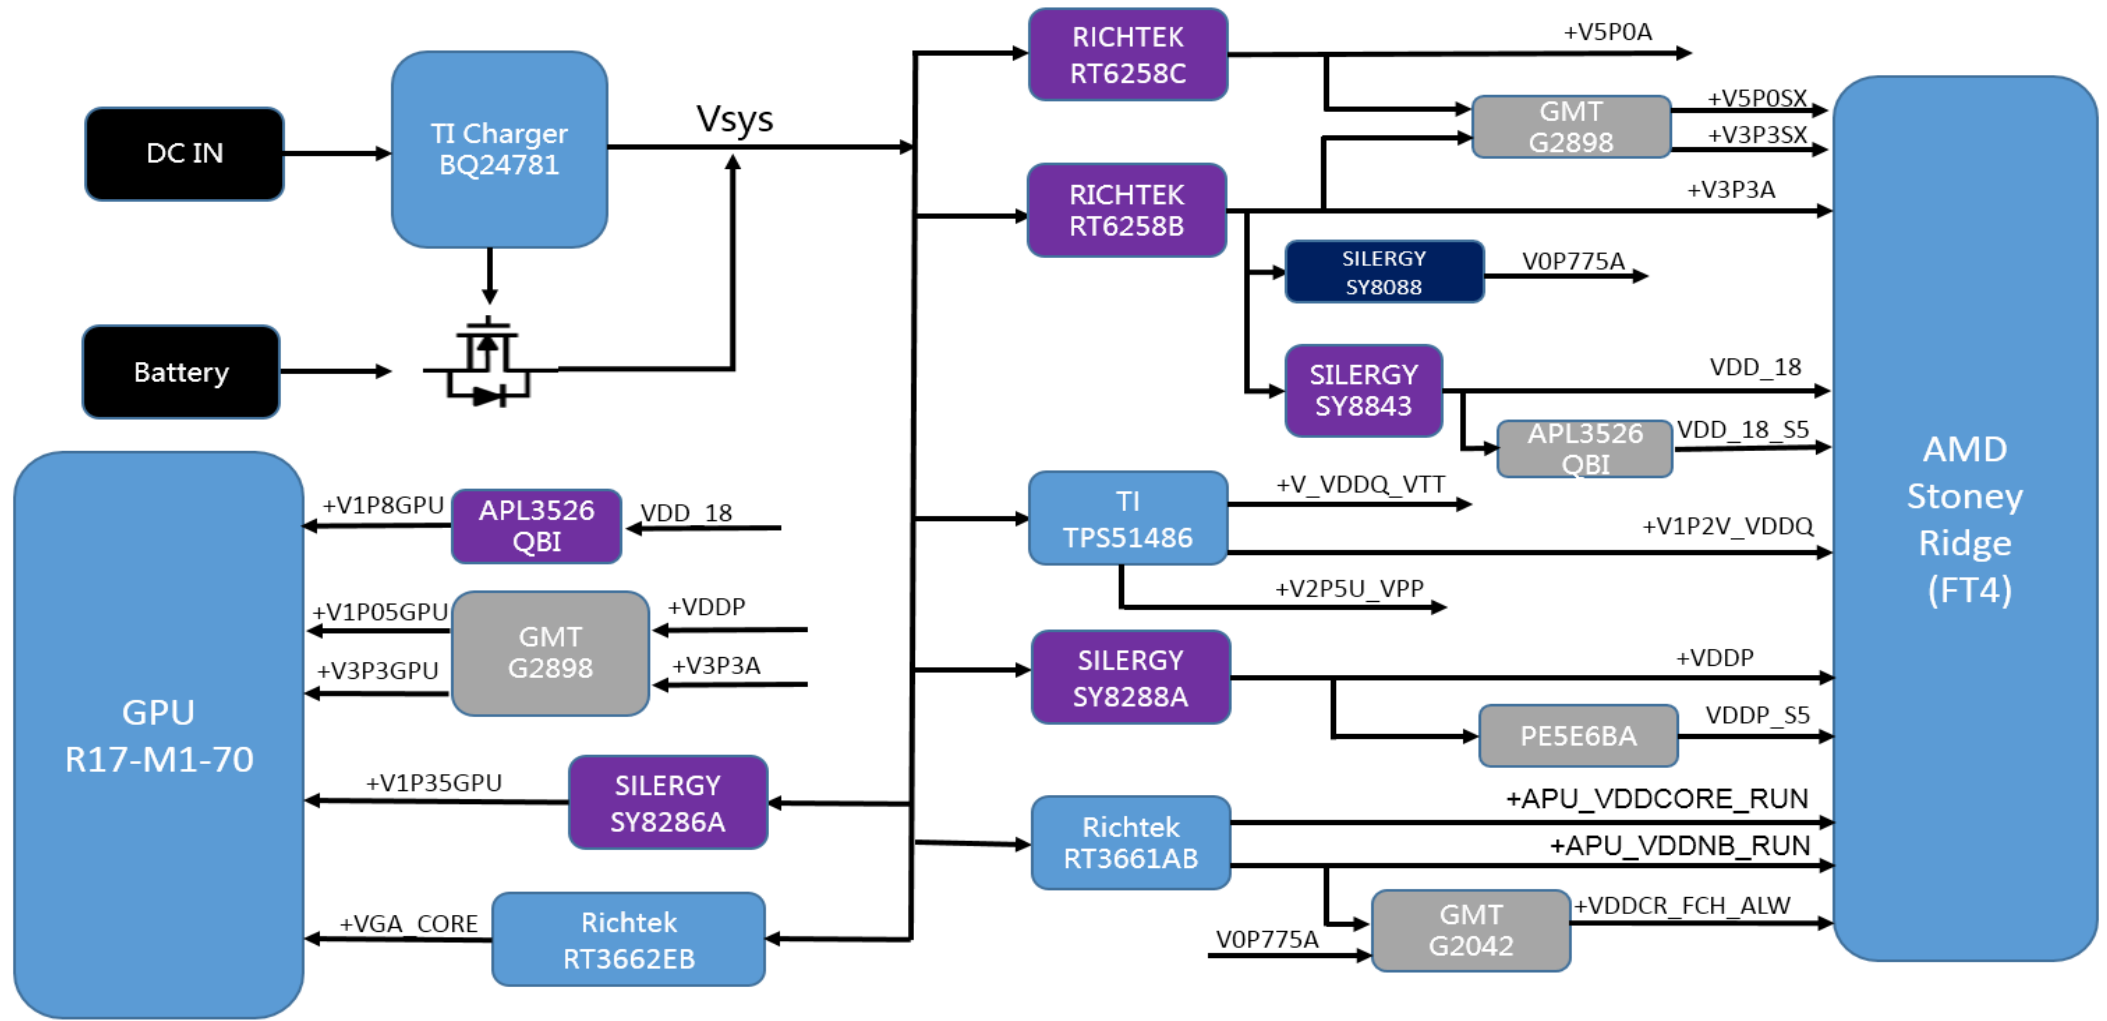 DC IN
TI Charger
BQ24781
Vsys
Battery
RICHTEK
RT6258C
+V5P0A
GMT
G2898
+V5P0SX
+V3P3SX
RICHTEK
RT6258B
+V3P3A
SILERGY
SY8088
V0P775A
SILERGY
SY8843
VDD_18
APL3526
QBI
VDD_18_S5
TI
TPS51486
+V_VDDQ_VTT
+V1P2V_VDDQ
+V2P5U_VPP
SILERGY
SY8288A
+VDDP
PE5E6BA
VDDP_S5
Richtek
RT3661AB
+APU_VDDCORE_RUN
+APU_VDDNB_RUN
V0P775A
GMT
G2042
+VDDCR_FCH_ALW
AMD
Stoney
Ridge
(FT4)
GPU
R17-M1-70
+V1P8GPU
APL3526
QBI
VDD_18
+V1P05GPU
+V3P3GPU
GMT
G2898
+VDDP
+V3P3A
+V1P35GPU
SILERGY
SY8286A
+VGA_CORE
Richtek
RT3662EB